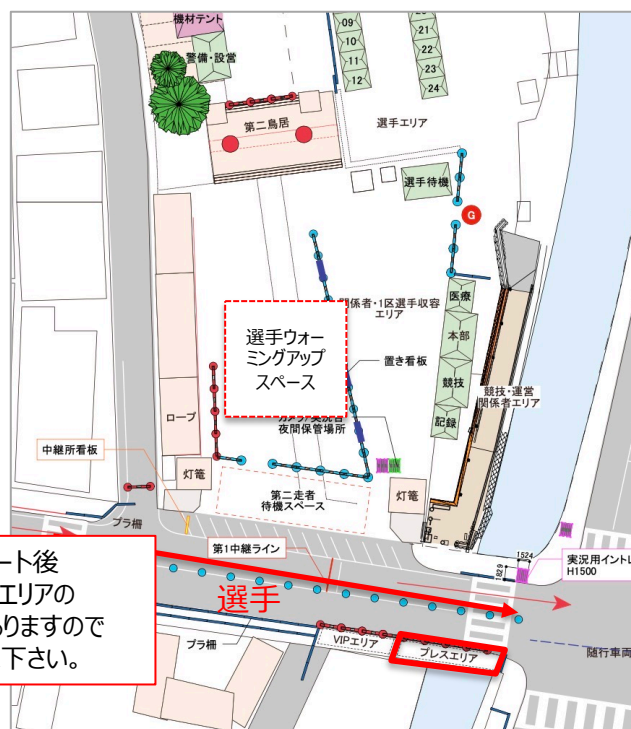 機材テント
警備・設営
09
10
11
12
21
22
23
24
第二鳥居
選手エリア
選手待機
G
医療
本部
競技
記録
関係者・1区選手収容
エリア
選手ウォー
ミングアップ
スペース
置き看板
競技・運営
関係者エリア
ロープ
夜間保管場所
中継所看板
灯篭
灯篭
第二走者
待機スペース
プラ柵
第1中継ライン
1524
1829
実況用イントレ
H1500
ート後
エリアの
ありますので
下さい。
選手
プラ柵
VIPエリア
プレスエリア
随行車両